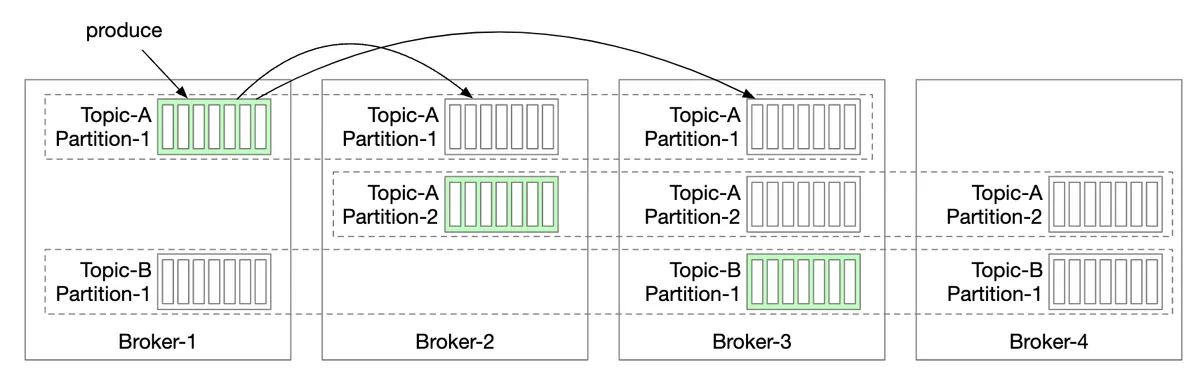 produce
Topic-A
Partition-1
Topic-A
Partition-1
Topic-A
Partition-1
Topic-A
Partition-2
Topic-A
Partition-2
Topic-A
Partition-2
Topic-B
Partition-1
Topic-B
Partition-1
Topic-B
Partition-1
Broker-1
Broker-2
Broker-3
Broker-4